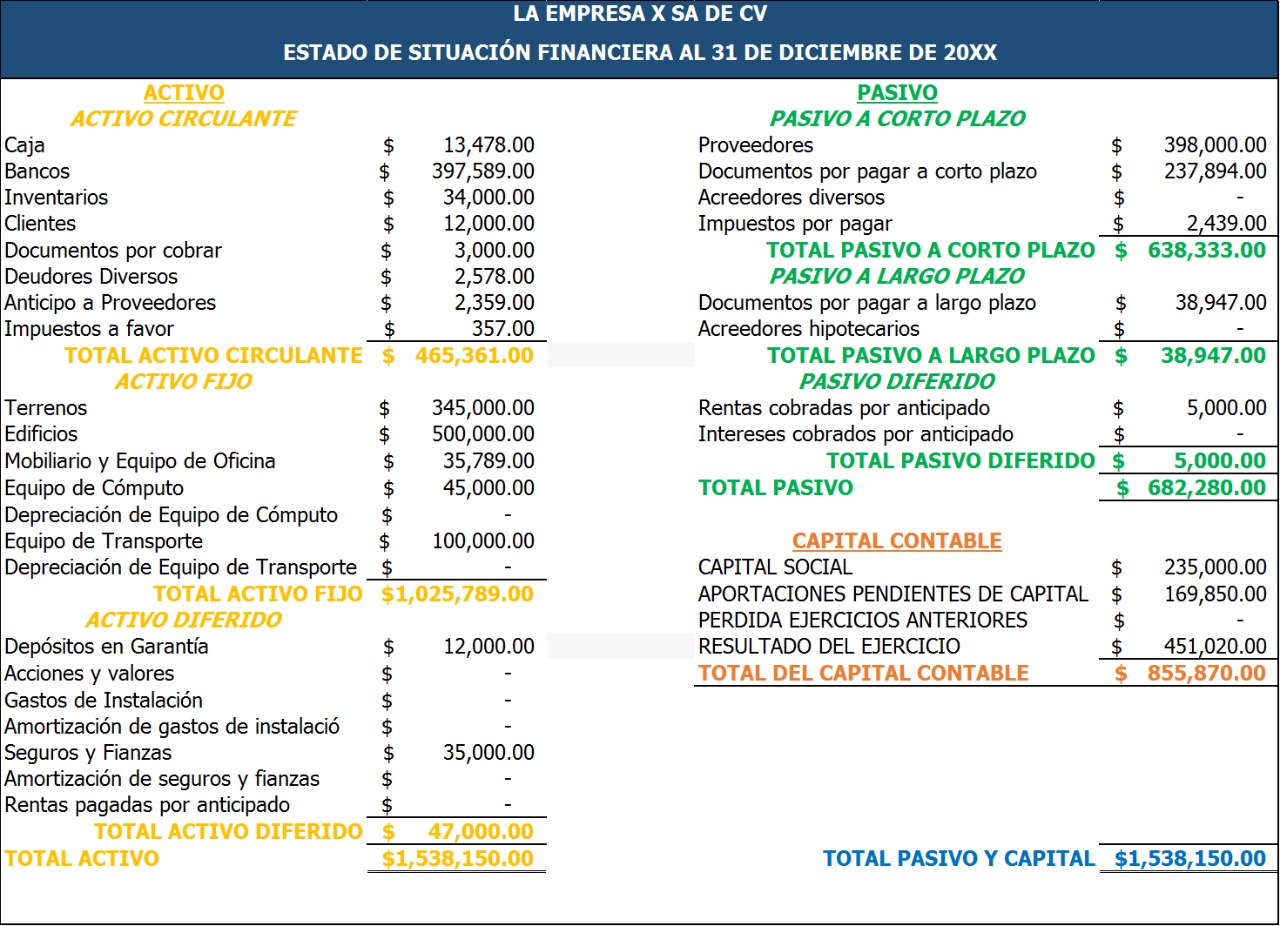 LA EMPRESA X SA DE CV
ESTADO DE SITUACIÓN FINANCIERA AL 31 DE DICIEMBRE DE 20XX
ACTIVO
ACTIVO CIRCULANTE
Caja $ 13,478.00
Bancos $ 397,589.00
Inventarios $ 34,000.00
Clientes $ 12,000.00
Documentos por cobrar $ 3,000.00
Deudores Diversos $ 2,578.00
Anticipo a Proveedores $ 2,359.00
Impuestos a favor $ 357.00
TOTAL ACTIVO CIRCULANTE $ 465,361.00
ACTIVO FIJO
Terrenos $ 345,000.00
Edificios $ 500,000.00
Mobiliario y Equipo de Oficina $ 35,789.00
Equipo de Cómputo $ 45,000.00
Depreciación de Equipo de Cómputo $ -
Equipo de Transporte $ 100,000.00
Depreciación de Equipo de Transporte $ -
TOTAL ACTIVO FIJO $1,025,789.00
ACTIVO DIFERIDO
Depósitos en Garantía $ 12,000.00
Acciones y valores $ -
Gastos de Instalación $ -
Amortización de gastos de instalació $ -
Seguros y Fianzas $ 35,000.00
Amortización de seguros y fianzas $ -
Rentas pagadas por anticipado $ -
TOTAL ACTIVO DIFERIDO $ 47,000.00
TOTAL ACTIVO $1,538,150.00
PASIVO
PASIVO A CORTO PLAZO
Proveedores $ 398,000.00
Documentos por pagar a corto plazo $ 237,894.00
Acreedores diversos $ -
Impuestos por pagar $ 2,439.00
TOTAL PASIVO A CORTO PLAZO $ 638,333.00
PASIVO A LARGO PLAZO
Documentos por pagar a largo plazo $ 38,947.00
Acreedores hipotecarios $ -
TOTAL PASIVO A LARGO PLAZO $ 38,947.00
PASIVO DIFERIDO
Rentas cobradas por anticipado $ 5,000.00
Intereses cobrados por anticipado $ -
TOTAL PASIVO DIFERIDO $ 5,000.00
TOTAL PASIVO $ 682,280.00
CAPITAL CONTABLE
CAPITAL SOCIAL $ 235,000.00
APORTACIONES PENDIENTES DE CAPITAL $ 169,850.00
PERDIDA EJERCICIOS ANTERIORES $ -
RESULTADO DEL EJERCICIO $ 451,020.00
TOTAL DEL CAPITAL CONTABLE $ 855,870.00
TOTAL PASIVO Y CAPITAL $1,538,150.00